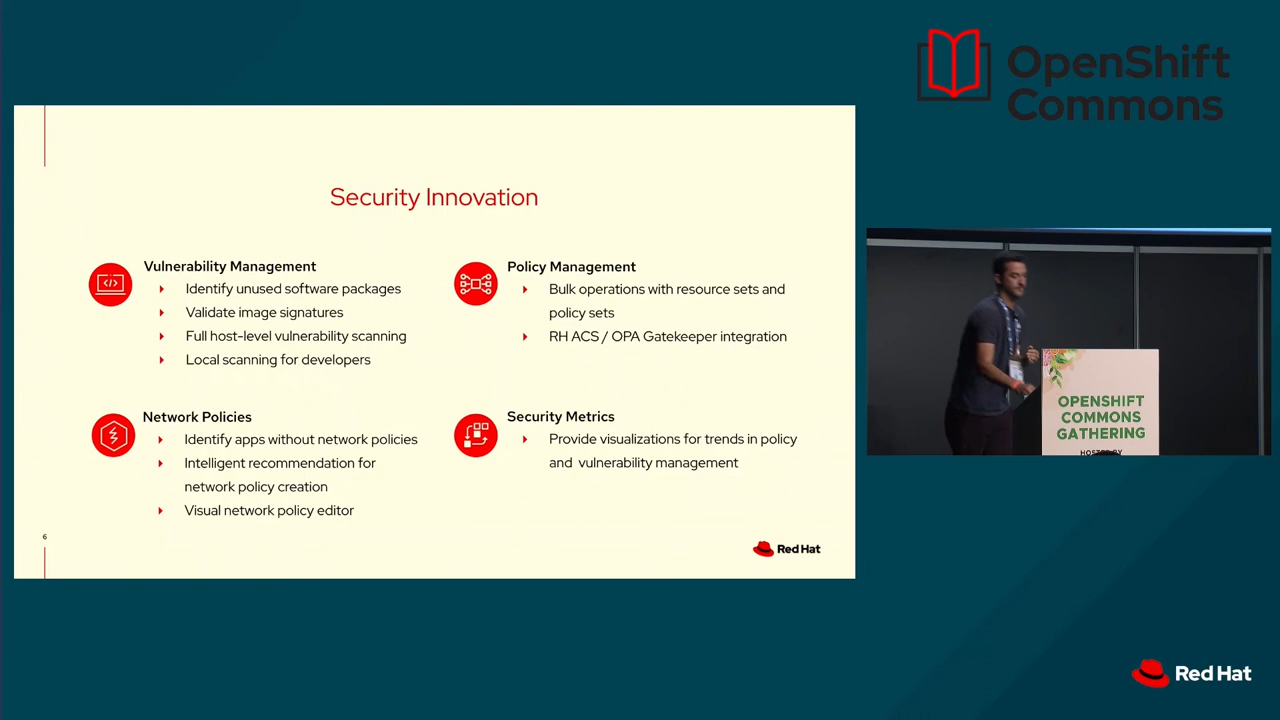 OpenShift
Commons
Security Innovation
Vulnerability Management
Identify unused software packages
Validate image signatures
Full host-level vulnerability scanning
Local scanning for developers
Policy Management
Bulk operations with resource sets and
policy sets
RH ACS / OPA Gatekeeper integration
Network Policies
Identify apps without network policies
Intelligent recommendation for
network policy creation
Visual network policy editor
Security Metrics
Provide visualizations for trends in policy
and vulnerability management
6
Red Hat
OPENSHIFT
COMMONS
GATHERING
HOSTED BY
Red Hat